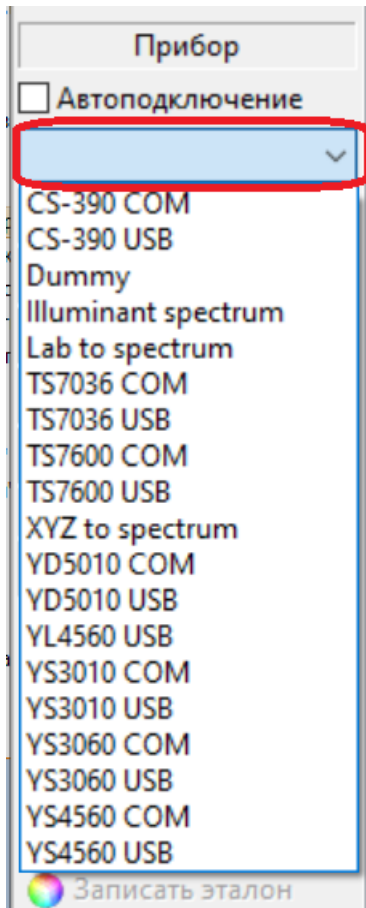 Прибор
Автоподключение
CS-390 COM
CS-390 USB
Dummy
Illuminant spectrum
Lab to spectrum
TS7036 COM
TS7036 USB
TS7600 COM
TS7600 USB
XYZ to spectrum
YD5010 COM
YD5010 USB
YL4560 USB
YS3010 COM
YS3010 USB
YS3060 COM
YS3060 USB
YS4560 COM
YS4560 USB
Записать эталон